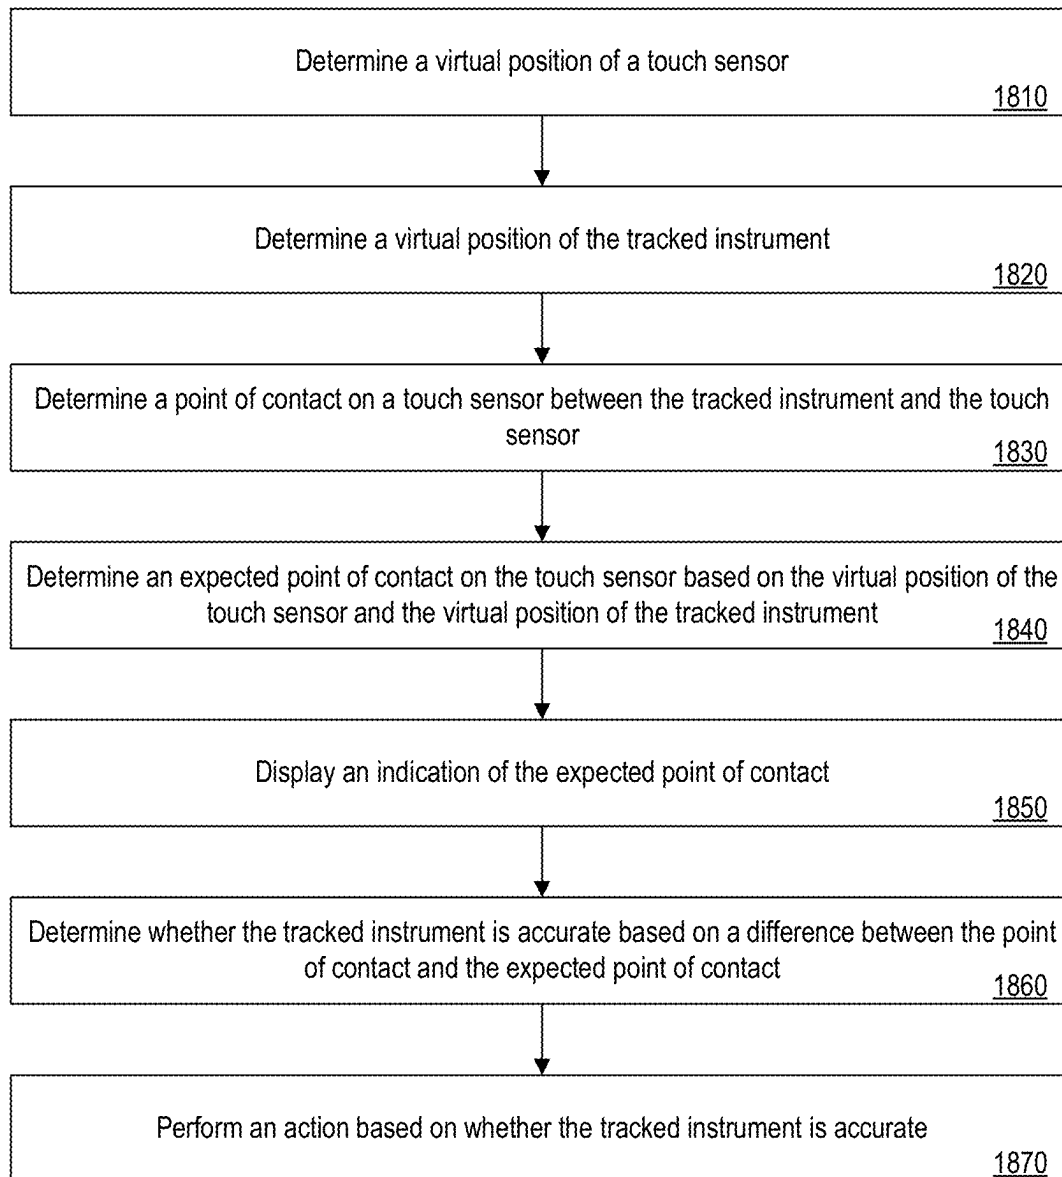 Determine a virtual position of a touch sensor
1810
Determine a virtual position of the tracked instrument
1820
Determine a point of contact on a touch sensor between the tracked instrument and the touch
sensor
1830
Determine an expected point of contact on the touch sensor based on the virtual position of the
touch sensor and the virtual position of the tracked instrument
1840
Display an indication of the expected point of contact
1850
Determine whether the tracked instrument is accurate based on a difference between the point
of contact and the expected point of contact
1860
Perform an action based on whether the tracked instrument is accurate
1870